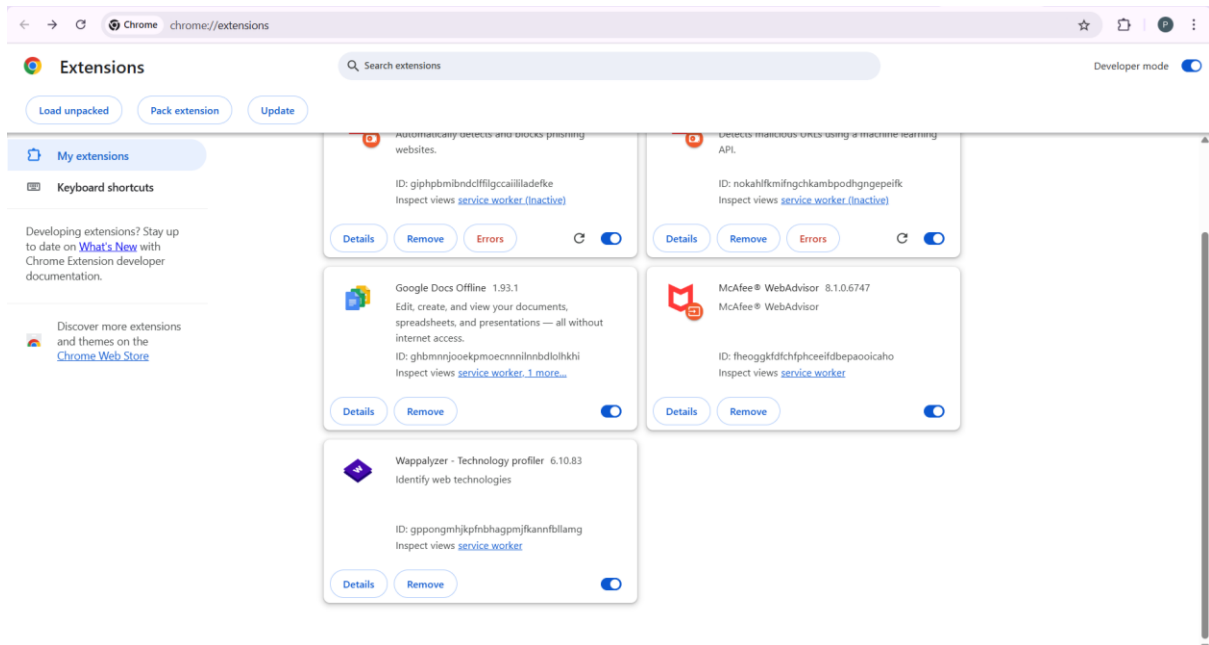 Chrome chrome://extensions P
Extensions
Search extensions
Developer mode
Load unpacked Pack extension Update
My extensions
Keyboard shortcuts
Developing extensions? Stay up
to date on What's New with
Chrome Extension developer
documentation.
Discover more extensions
and themes on the
Chrome Web Store
Automatically detects and blocks phishing
websites.
ID: giphpbmibndclffilgccaiililadefke
Inspect views service worker (Inactive)
Details Remove Errors
Detects malicious URLs using a machine learning
API.
ID: nokahlfkmifngchkambpodhgngepeifk
Inspect views service worker (Inactive)
Details Remove Errors
Google Docs Offline 1.93.1
Edit, create, and view your documents,
spreadsheets, and presentations — all without
internet access.
ID: ghbmnnjooekpmoecnnnilnnbdlolhkhi
Inspect views service worker, 1 more...
Details Remove
McAfee® WebAdvisor 8.1.0.6747
McAfee® WebAdvisor
ID: fheoggkfdfchfphceeifdbepaooicaho
Inspect views service worker
Details Remove
Wappalyzer - Technology profiler 6.10.83
Identify web technologies
ID: gppongmhjkpfnbhagpmjfkannfbllamg
Inspect views service worker
Details Remove